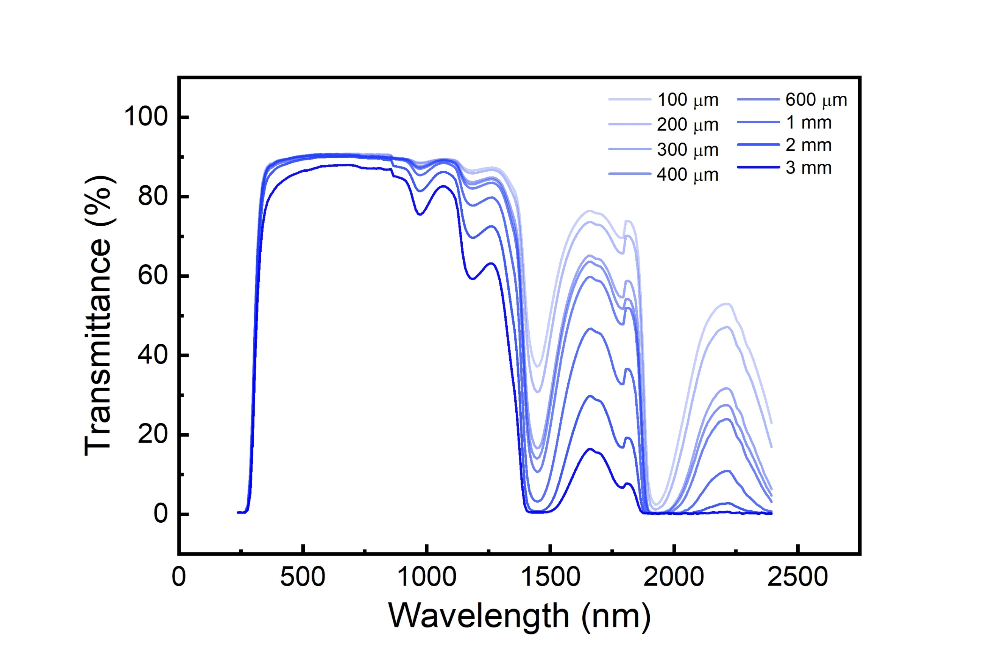 100 μm
200 μm
300 μm
400 μm
600 μm
1 mm
2 mm
3 mm
Transmittance (%)
100
80
60
40
20
0
0 500 1000 1500 2000 2500
Wavelength (nm)